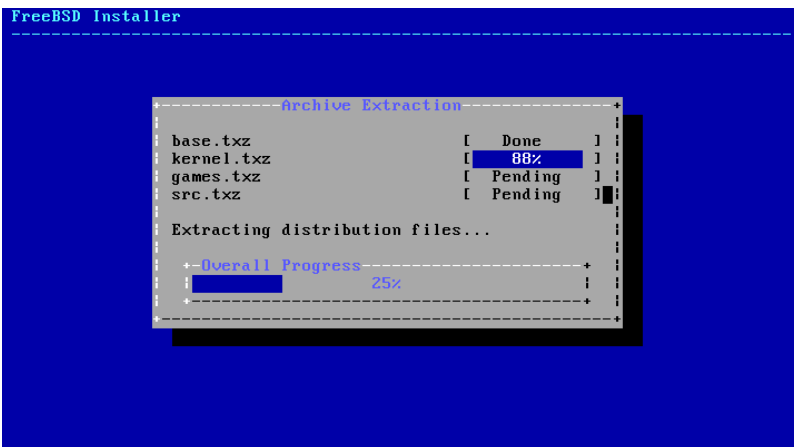 FreeBSD Installer
Archive Extraction
base.txz [ Done ]
kernel.txz [ 88% ]
games.txz [ Pending ]
src.txz [ Pending ]
Extracting distribution files...
Overall Progress
25%